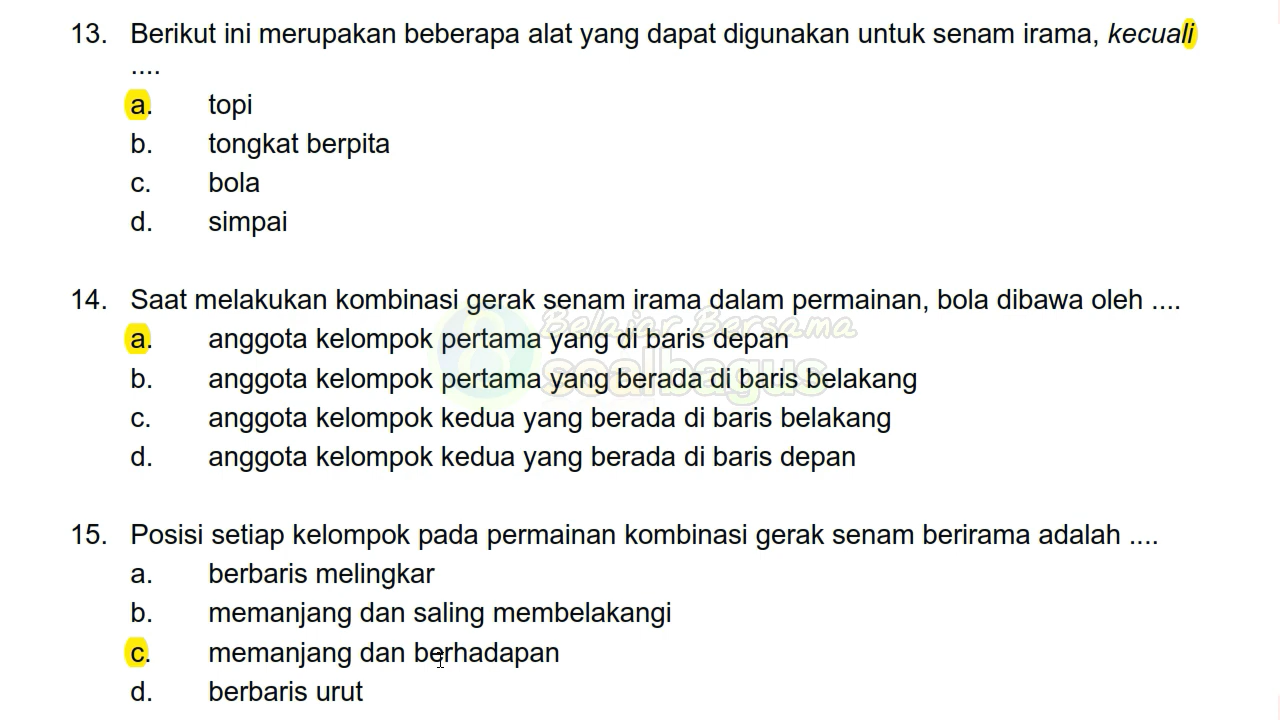 13. Berikut ini merupakan beberapa alat yang dapat digunakan untuk senam irama, kecuali
....
a. topi
b. tongkat berpita
c. bola
d. simpai
14. Saat melakukan kombinasi gerak senam irama dalam permainan, bola dibawa oleh ....
Belajar Bersama
a. anggota kelompok pertama yang di baris depan
soalbagus
b. anggota kelompok pertama yang berada di baris belakang
c. anggota kelompok kedua yang berada di baris belakang
d. anggota kelompok kedua yang berada di baris depan
15. Posisi setiap kelompok pada permainan kombinasi gerak senam berirama adalah ....
a. berbaris melingkar
b. memanjang dan saling membelakangi
c. memanjang dan berhadapan
d. berbaris urut